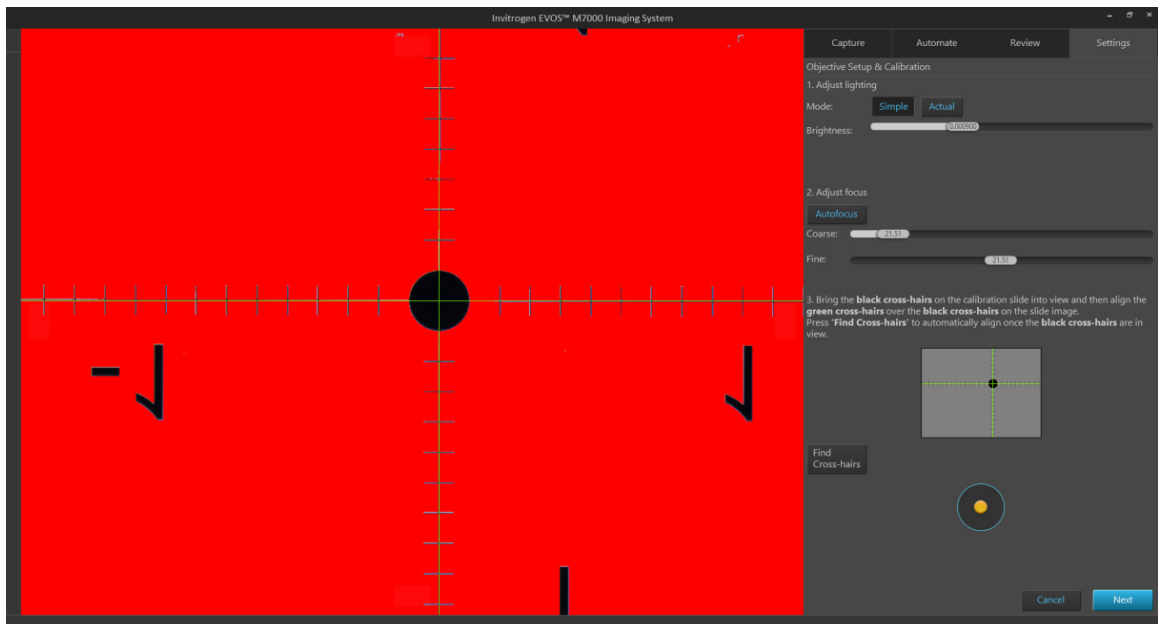 Invitrogen EVOS™ M7000 Imaging System
Capture Automate Review Settings
Objective Setup & Calibration
1. Adjust lighting
Mode: Simple Actual
Brightness: 0.000900
2. Adjust focus
Autofocus
Coarse: 21.51
Fine: 21.51
3. Bring the black cross-hairs on the calibration slide into view and then align the
green cross-hairs over the black cross-hairs on the slide image.
Press 'Find Cross-hairs' to automatically align once the black cross-hairs are in
view.
Find
Cross-hairs
Cancel Next